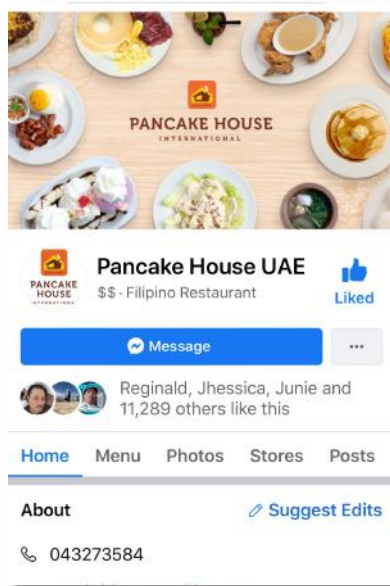 PANCAKE HOUSE
INTERNATIONAL
PANCAKE
HOUSE
INTERNATIONAL
Pancake House UAE
$$ · Filipino Restaurant
Liked
Message
Reginald, Jhessica, Junie and
11,289 others like this
Home Menu Photos Stores Posts
About Suggest Edits
043273584